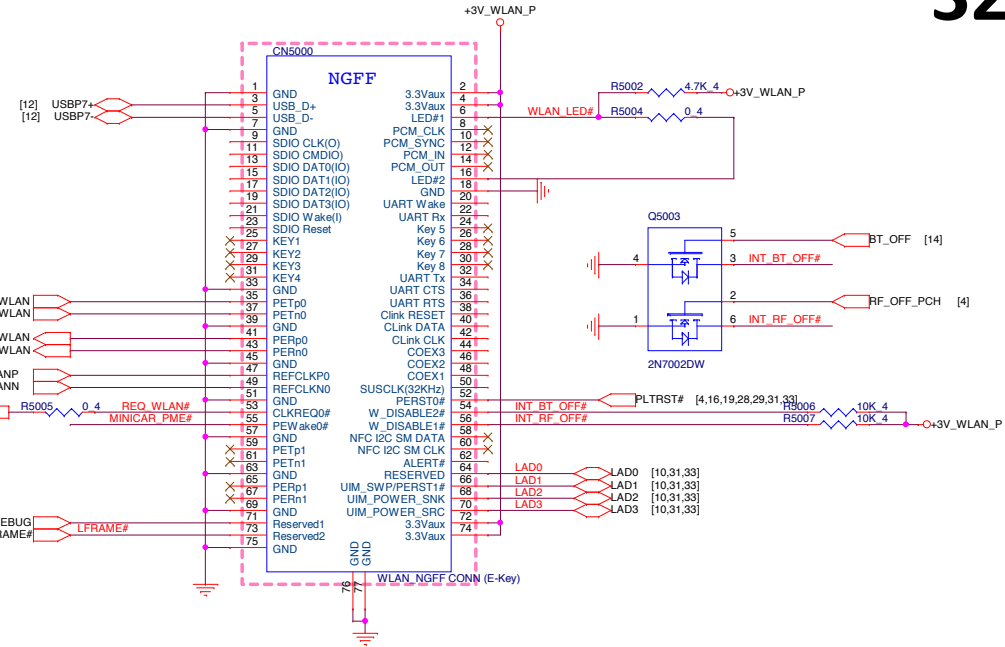 +3V_WLAN_P
32
CN5000
NGFF
1 GND 3.3Vaux 2
3 USB_D+ 3.3Vaux 4
5 USB_D- LED#1 6
7 GND PCM_CLK 8
9 SDIO CLK(O) PCM_SYNC 10
11 SDIO CMDIO) PCM_IN 12
13 SDIO DAT0(IO) PCM_OUT 14
15 SDIO DAT1(IO) LED#2 16
17 SDIO DAT2(IO) GND 18
19 SDIO DAT3(IO) UART Wake 20
21 SDIO Wake(I) UART Rx 22
23 SDIO Reset Key 5 24
25 KEY1 Key 6 26
27 KEY2 Key 7 28
29 KEY3 Key 8 30
31 KEY4 UART Tx 32
33 GND UART CTS 34
35 PETp0 UART RTS 36
37 PETn0 Clink RESET 38
39 GND CLink DATA 40
41 PERp0 CLink CLK 42
43 PERn0 COEX3 44
45 GND COEX2 46
47 REFCLKP0 COEX1 48
49 REFCLKN0 SUSCLK(32KHz) 50
51 GND PERST0# 52
53 CLKREQ0# W_DISABLE2# 54
55 PEWake0# W_DISABLE1# 56
57 GND NFC I2C SM DATA 58
59 PETp1 NFC I2C SM CLK 60
61 PETn1 ALERT# 62
63 GND RESERVED 64
65 PERp1 UIM_SWP/PERST1# 66
67 PERn1 UIM_POWER_SNK 68
69 GND UIM_POWER_SRC 70
71 Reserved1 3.3Vaux 72
73 Reserved2 3.3Vaux 74
75 GND
GND GND
76 77
WLAN_NGFF CONN (E-Key)
[12] USBP7+
[12] USBP7-
WLAN
WLAN
WLAN
WLAN
ANP
ANN
R5005 0_4 REQ_WLAN#
MINICAR_PME#
EBUG
RAME# LFRAME#
WLAN_LED# R5002 4.7K_4 +3V_WLAN_P
R5004 0_4
Q5003
5 BT_OFF [14]
4 3 INT_BT_OFF#
2 RF_OFF_PCH [4]
1 6 INT_RF_OFF#
2N7002DW
PLTRST# [4,16,19,28,29,31,33]
INT_BT_OFF# R5006 10K_4
INT_RF_OFF# R5007 10K_4 +3V_WLAN_P
LAD0 LAD0 [10,31,33]
LAD1 LAD1 [10,31,33]
LAD2 LAD2 [10,31,33]
LAD3 LAD3 [10,31,33]